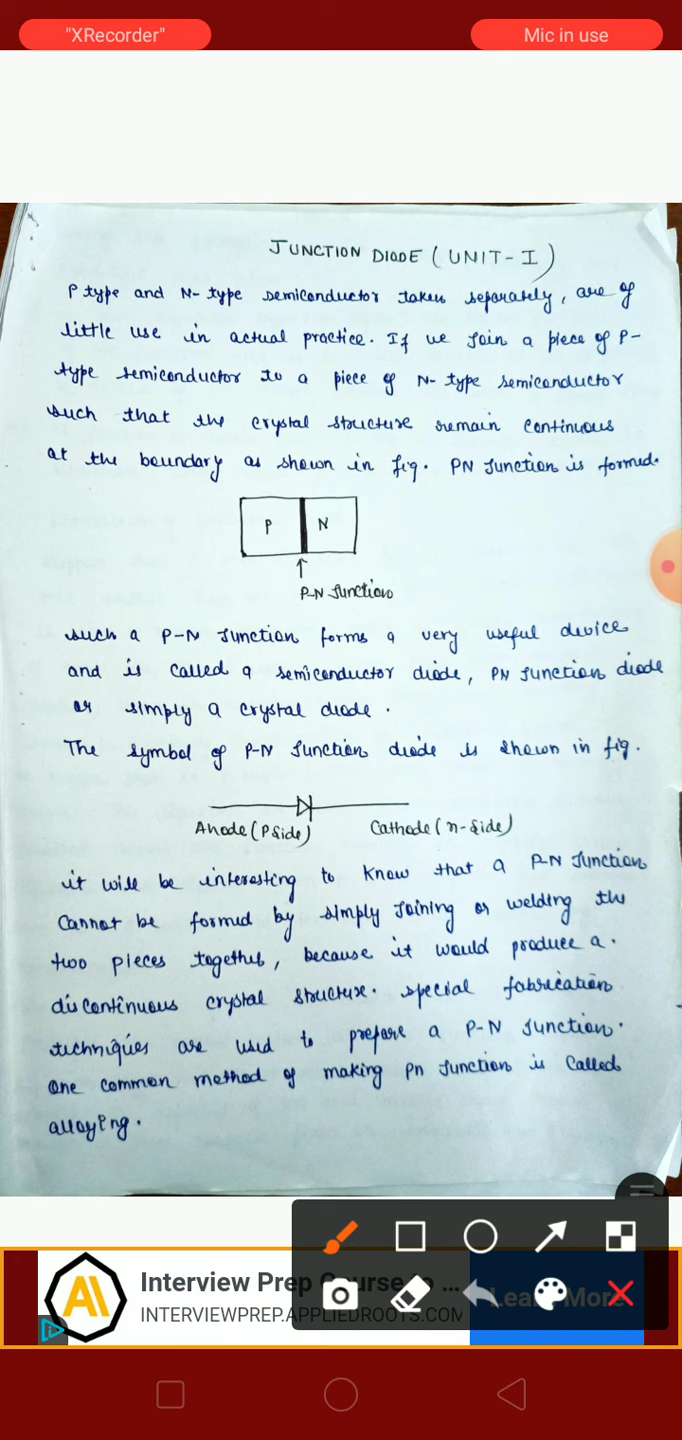 "XRecorder"
Mic in use
JUNCTION DIODE (UNIT-I)
P type and N-type semiconductor taken separately, are of
little use in actual practice. If we Join a piece of P-
type semiconductor to a piece of N-type semiconductor
such that the crystal structure remain continuous
at the boundary as shown in fig. PN Junction is formed.
P
N
P-N Junction
such a P-N Junction forms a very useful device
and is called a semiconductor diode, PN Junction diode
or simply a crystal diode.
The symbol of P-N Junction diode is shown in fig.
Anode (P side)
Cathode (n-side)
it will be interesting to know that a P-N Junction
cannot be formed by simply Joining or welding the
two pieces together, because it would produce a.
discontinuous crystal structure. special fabrication
techniques are used to prepare a P-N Junction.
One common method of making Pn Junction is called
alloying.
Interview Prep
INTERVIEWPREP.APPLIEDROOTS.COM
Learn More